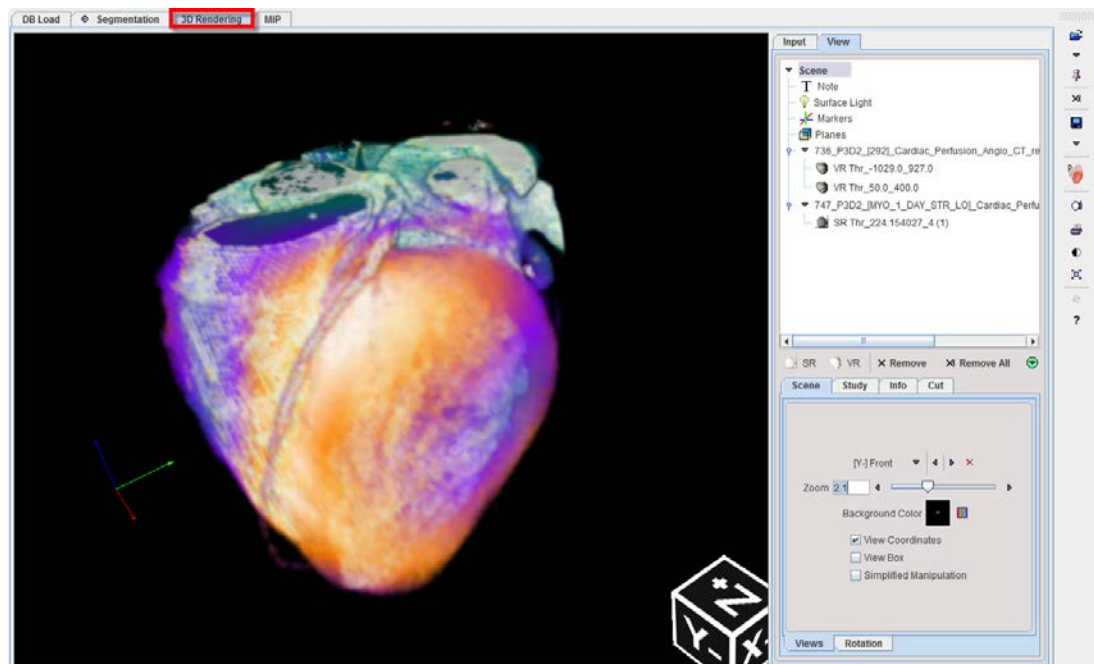 DB Load Segmentation 3D Rendering MIP
Input View
Scene
Note
Surface Light
Markers
Planes
736_P3D2_[292]_Cardiac_Perfusion_Angio_CT_re
VR Thr_-1029.0_927.0
VR Thr_50.0_400.0
747_P3D2_[MYO_1_DAY_STR_LO]_Cardiac_Perfu
SR Thr_224.154027_4 (1)
SR VR Remove Remove All
Scene Study Info Cut
[Y-] Front
Zoom 2.1
Background Color
View Coordinates
View Box
Simplified Manipulation
Views Rotation
+Z
Y- X-